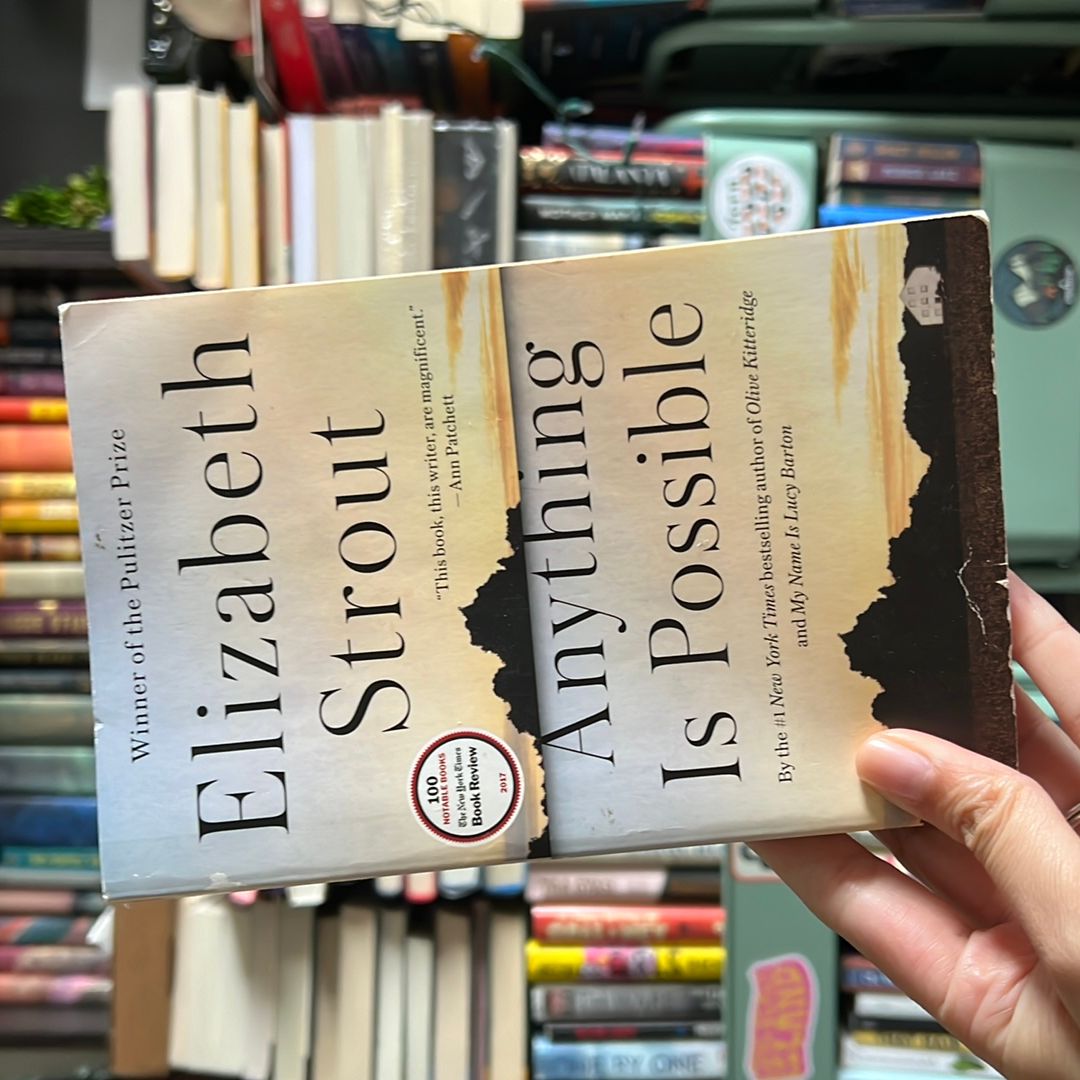 Winner of the Pulitzer Prize
Elizabeth
Strout
“This book, this writer, are magnificent.”
—Ann Patchett
100
NOTABLE BOOKS
The New York Times
Book Review
2017
Anything
Is Possible
By the #1 New York Times bestselling author of Olive Kitteridge
and My Name Is Lucy Barton